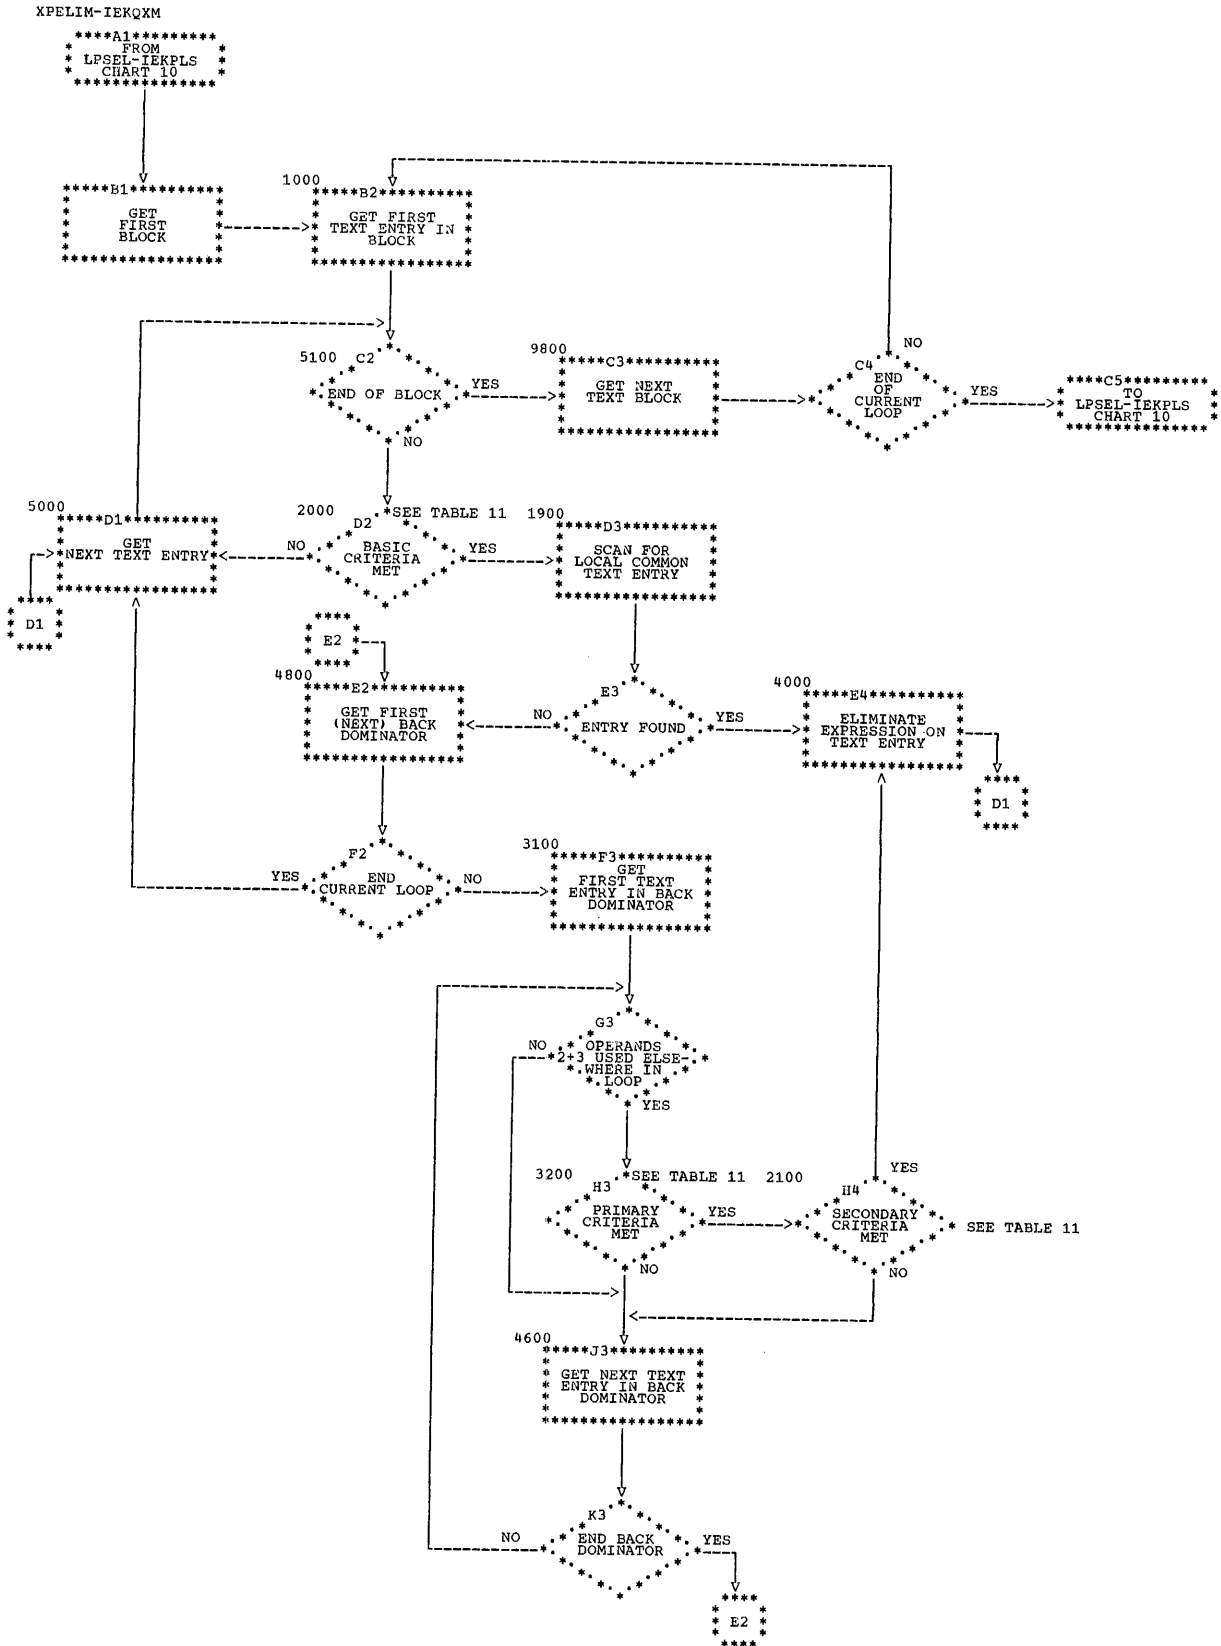 XPELIM-IEKQXM
A1
FROM
LPSEL-IEKPLS
CHART 10
B1
GET
FIRST
BLOCK
1000
B2
GET FIRST
TEXT ENTRY IN
BLOCK
5100
C2
END OF BLOCK
YES
NO
9800
C3
GET NEXT
TEXT BLOCK
C4
END
OF
CURRENT
LOOP
NO
YES
C5
TO
LPSEL-IEKPLS
CHART 10
5000
D1
GET
NEXT TEXT ENTRY
D1
2000
D2
SEE TABLE 11
BASIC
CRITERIA
MET
NO
YES
1900
D3
SCAN FOR
LOCAL COMMON
TEXT ENTRY
E2
4800
E2
GET FIRST
(NEXT) BACK
DOMINATOR
E3
ENTRY FOUND
NO
YES
4000
E4
ELIMINATE
EXPRESSION ON
TEXT ENTRY
D1
F2
END
CURRENT LOOP
YES
NO
3100
F3
GET
FIRST TEXT
ENTRY IN BACK
DOMINATOR
G3
OPERANDS
2+3 USED ELSE-
WHERE IN
LOOP
NO
YES
3200
H3
SEE TABLE 11
PRIMARY
CRITERIA
MET
YES
NO
2100
H4
SECONDARY
CRITERIA
MET
YES
SEE TABLE 11
NO
4600
J3
GET NEXT TEXT
ENTRY IN BACK
DOMINATOR
K3
END BACK
DOMINATOR
NO
YES
E2